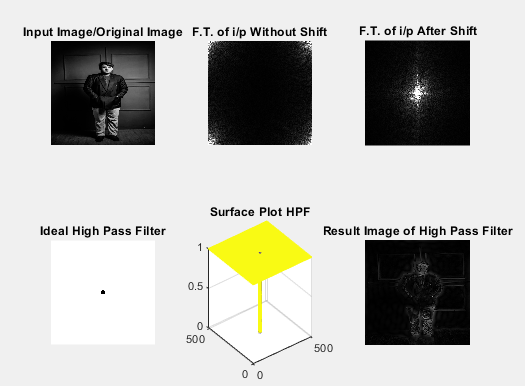 Input Image/Original Image
F.T. of i/p Without Shift
F.T. of i/p After Shift
Ideal High Pass Filter
Surface Plot HPF
1
0.5
0
500
0
0
500
Result Image of High Pass Filter